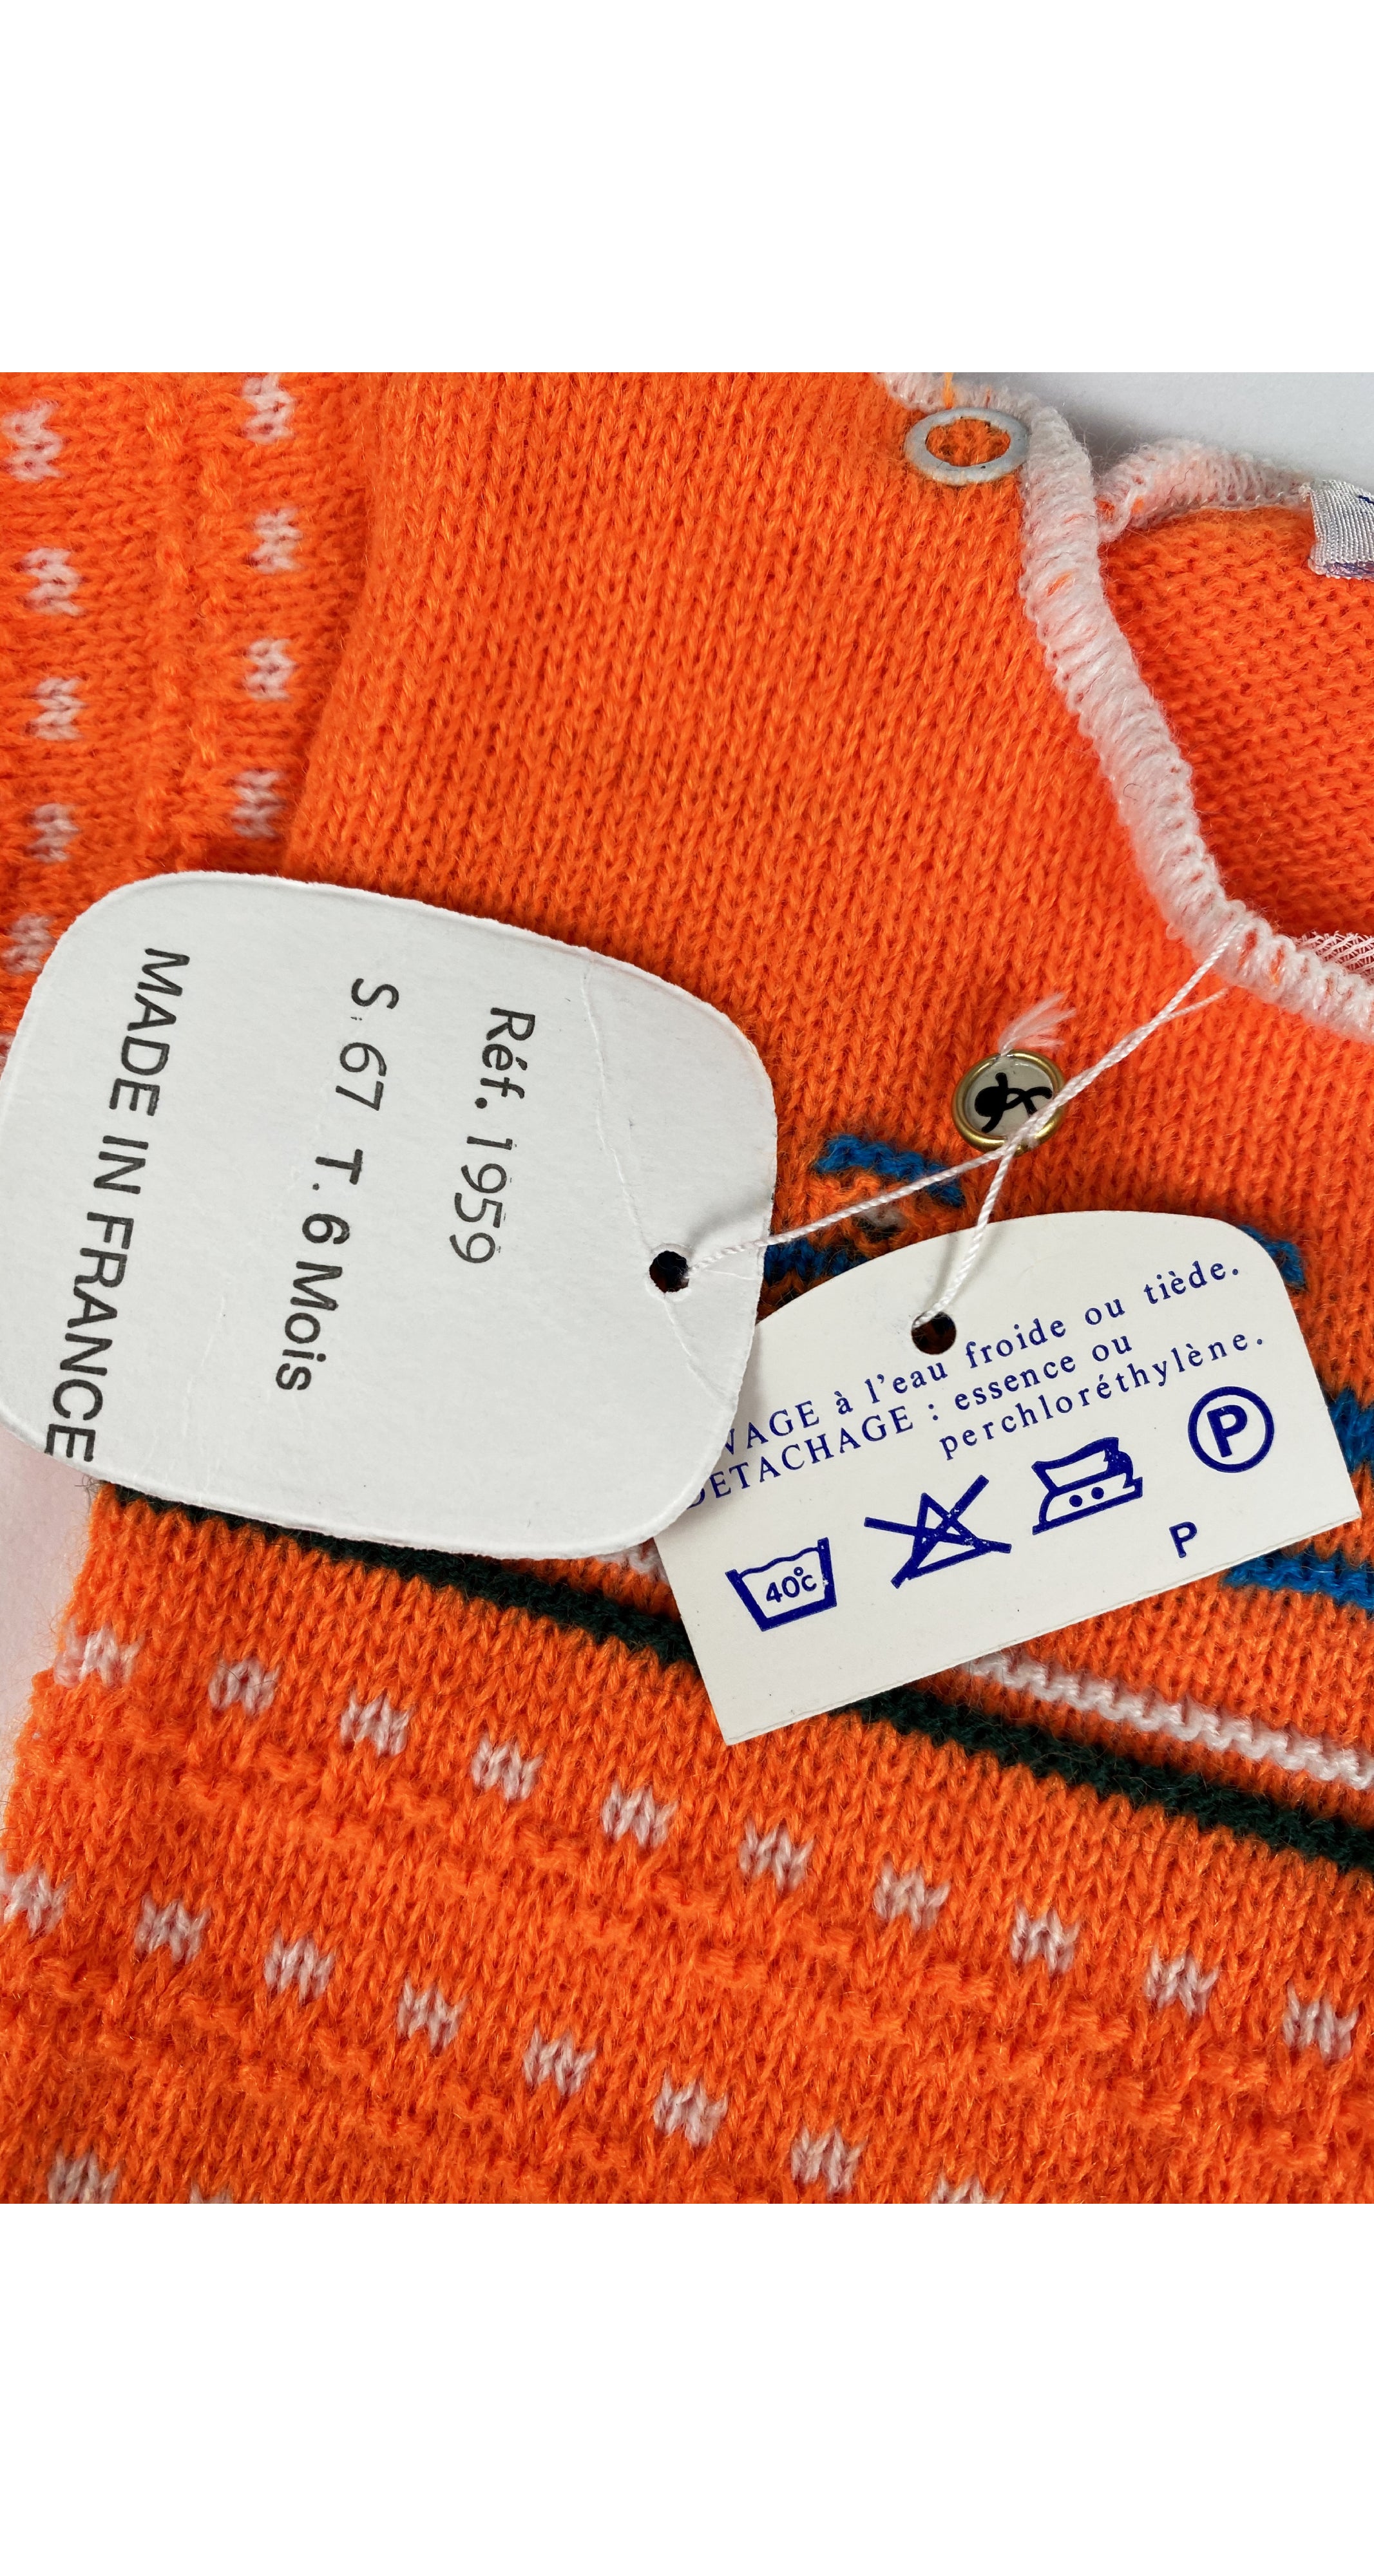 Réf. 1959
S. 67 T. 6 Mois
MADE IN FRANCE
VAGE à l'eau froide ou tiède.
DETACHAGE : essence ou
perchloréthylène.
40°c
P
P